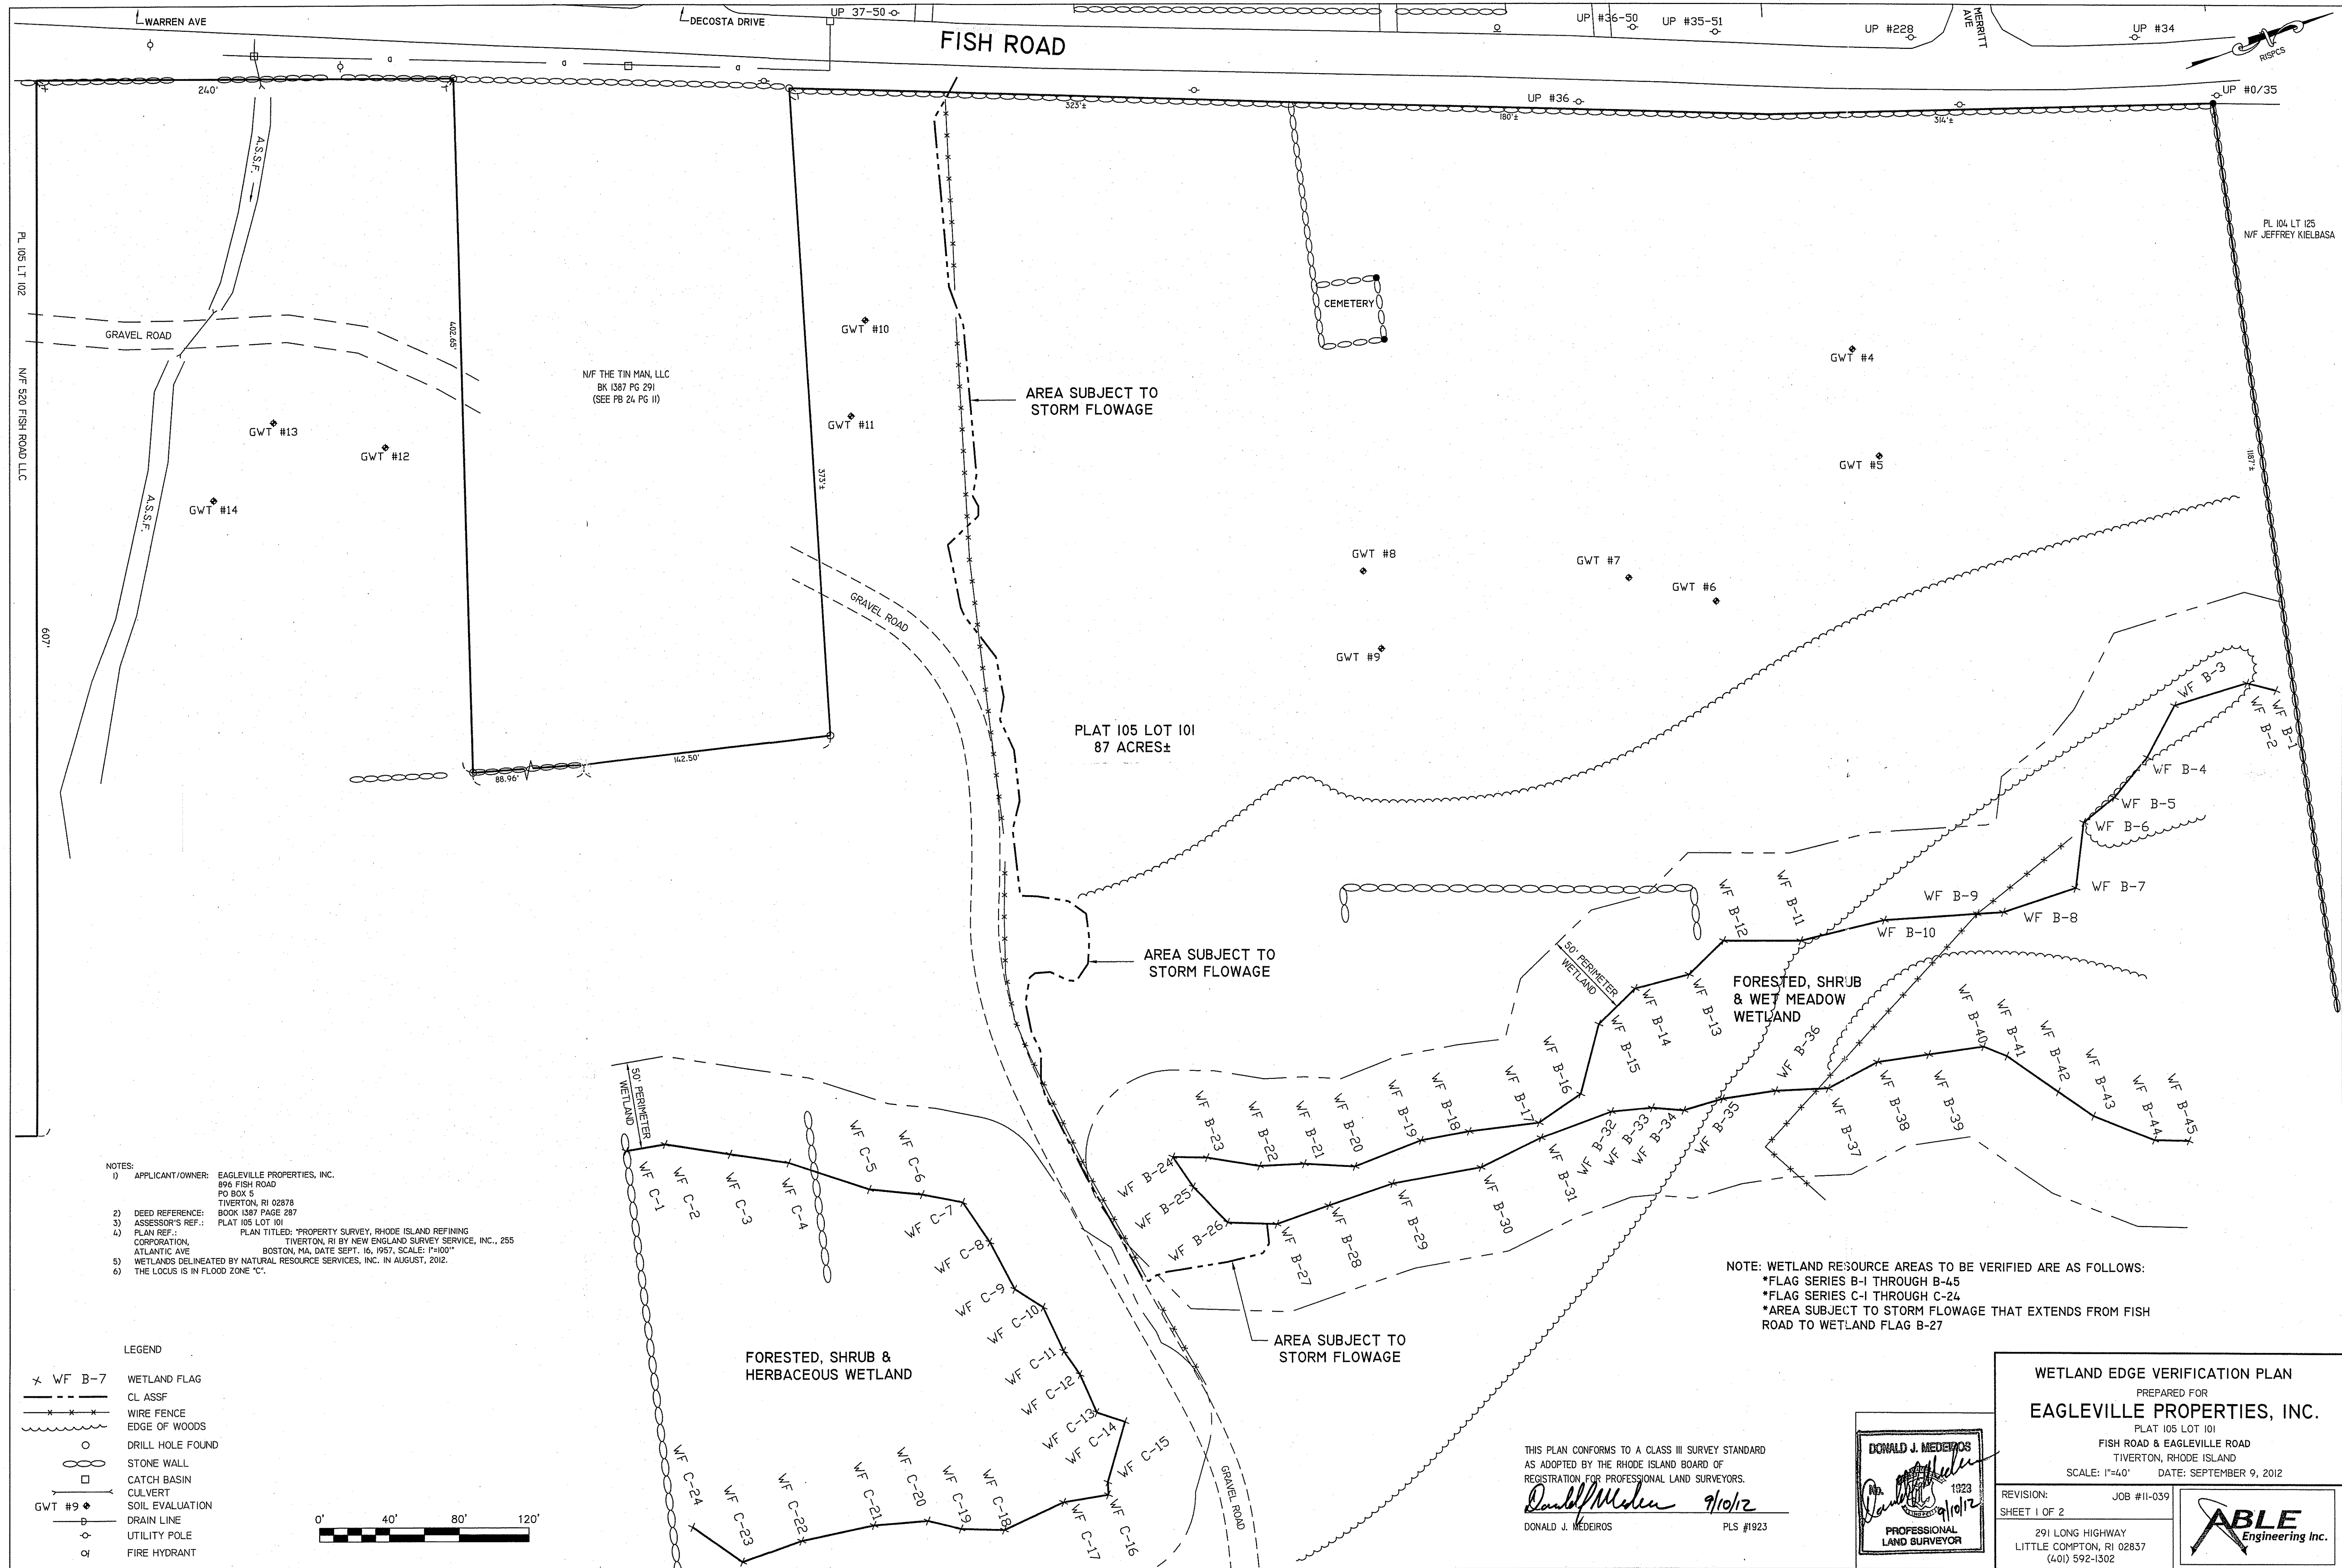 WARREN AVE
DECOSTA DRIVE
UP 37-50
UP #36-50
UP #35-51
UP #228
MERRITT
AVE
UP #34
RISPCS
FISH ROAD
UP #36
UP #0/35
240'
323'±
180'±
314'±
A.S.S.F.
PL 105 LT 102
N/F 520 FISH ROAD LLC
GRAVEL ROAD
402.65'
N/F THE TIN MAN, LLC
BK 1387 PG 291
(SEE PB 24 PG 11)
GWT #10
GWT #11
373'±
AREA SUBJECT TO
STORM FLOWAGE
CEMETERY
GWT #4
GWT #5
PL 104 LT 125
N/F JEFFREY KIELBASA
1187'±
GWT #13
GWT #12
GWT #14
A.S.S.F.
607'
GWT #8
GWT #7
GWT #6
GWT #9
GRAVEL ROAD
88.96'
142.50'
PLAT 105 LOT 101
87 ACRES±
WF B-3
WF B-1
WF B-2
WF B-4
WF B-5
WF B-6
WF B-7
WF B-8
WF B-9
WF B-10
WF B-11
WF B-12
AREA SUBJECT TO
STORM FLOWAGE
50' PERIMETER
WETLAND
FORESTED, SHRUB
& WET MEADOW
WETLAND
WF B-13
WF B-14
WF B-15
WF B-16
WF B-17
WF B-18
WF B-19
WF B-20
WF B-21
WF B-22
WF B-23
WF B-24
WF B-25
WF B-26
WF B-27
WF B-28
WF B-29
WF B-30
WF B-31
WF B-32
WF B-33
WF B-34
WF B-35
WF B-36
WF B-37
WF B-38
WF B-39
WF B-40
WF B-41
WF B-42
WF B-43
WF B-44
WF B-45
50' PERIMETER
WETLAND
WF C-1
WF C-2
WF C-3
WF C-4
WF C-5
WF C-6
WF C-7
WF C-8
WF C-9
WF C-10
WF C-11
WF C-12
WF C-13
WF C-14
WF C-15
WF C-16
WF C-17
WF C-18
WF C-19
WF C-20
WF C-21
WF C-22
WF C-23
WF C-24
FORESTED, SHRUB &
HERBACEOUS WETLAND
AREA SUBJECT TO
STORM FLOWAGE
GRAVEL ROAD
NOTES:
1) APPLICANT/OWNER: EAGLEVILLE PROPERTIES, INC.
896 FISH ROAD
PO BOX 5
TIVERTON, RI 02878
2) DEED REFERENCE: BOOK 1387 PAGE 287
3) ASSESSOR'S REF.: PLAT 105 LOT 101
4) PLAN REF.: PLAN TITLED: "PROPERTY SURVEY, RHODE ISLAND REFINING
CORPORATION, TIVERTON, RI BY NEW ENGLAND SURVEY SERVICE, INC., 255
ATLANTIC AVE BOSTON, MA, DATE SEPT. 16, 1957, SCALE: 1"=100'"
5) WETLANDS DELINEATED BY NATURAL RESOURCE SERVICES, INC. IN AUGUST, 2012.
6) THE LOCUS IS IN FLOOD ZONE "C".
LEGEND
WF B-7 WETLAND FLAG
CL ASSF
WIRE FENCE
EDGE OF WOODS
DRILL HOLE FOUND
STONE WALL
CATCH BASIN
CULVERT
GWT #9 SOIL EVALUATION
D DRAIN LINE
UTILITY POLE
FIRE HYDRANT
0' 40' 80' 120'
NOTE: WETLAND RESOURCE AREAS TO BE VERIFIED ARE AS FOLLOWS:
*FLAG SERIES B-1 THROUGH B-45
*FLAG SERIES C-1 THROUGH C-24
*AREA SUBJECT TO STORM FLOWAGE THAT EXTENDS FROM FISH
ROAD TO WETLAND FLAG B-27
THIS PLAN CONFORMS TO A CLASS III SURVEY STANDARD
AS ADOPTED BY THE RHODE ISLAND BOARD OF
REGISTRATION FOR PROFESSIONAL LAND SURVEYORS.
9/10/12
DONALD J. MEDEIROS PLS #1923
DONALD J. MEDEIROS
No. 1923
9/10/12
PROFESSIONAL
LAND SURVEYOR
WETLAND EDGE VERIFICATION PLAN
PREPARED FOR
EAGLEVILLE PROPERTIES, INC.
PLAT 105 LOT 101
FISH ROAD & EAGLEVILLE ROAD
TIVERTON, RHODE ISLAND
SCALE: 1"=40' DATE: SEPTEMBER 9, 2012
REVISION: JOB #11-039
SHEET 1 OF 2
291 LONG HIGHWAY
LITTLE COMPTON, RI 02837
(401) 592-1302
ABLE
Engineering Inc.